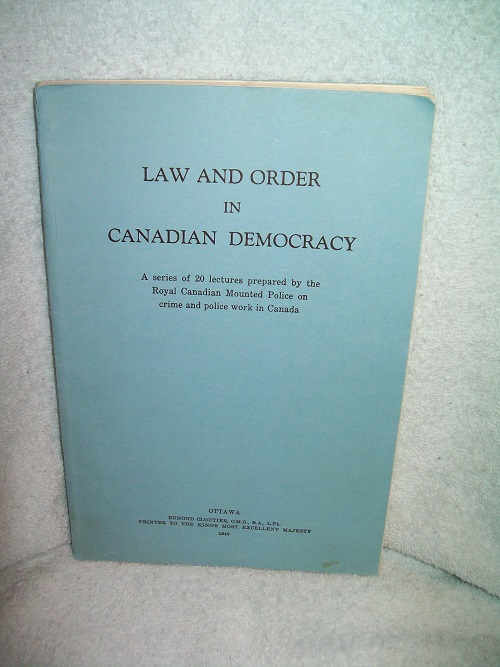 LAW AND ORDER
IN
CANADIAN DEMOCRACY
A series of 20 lectures prepared by the
Royal Canadian Mounted Police on
crime and police work in Canada
OTTAWA
EDMOND CLOUTIER, C.M.G., B.A., L.Ph.
PRINTER TO THE KING'S MOST EXCELLENT MAJESTY
1949